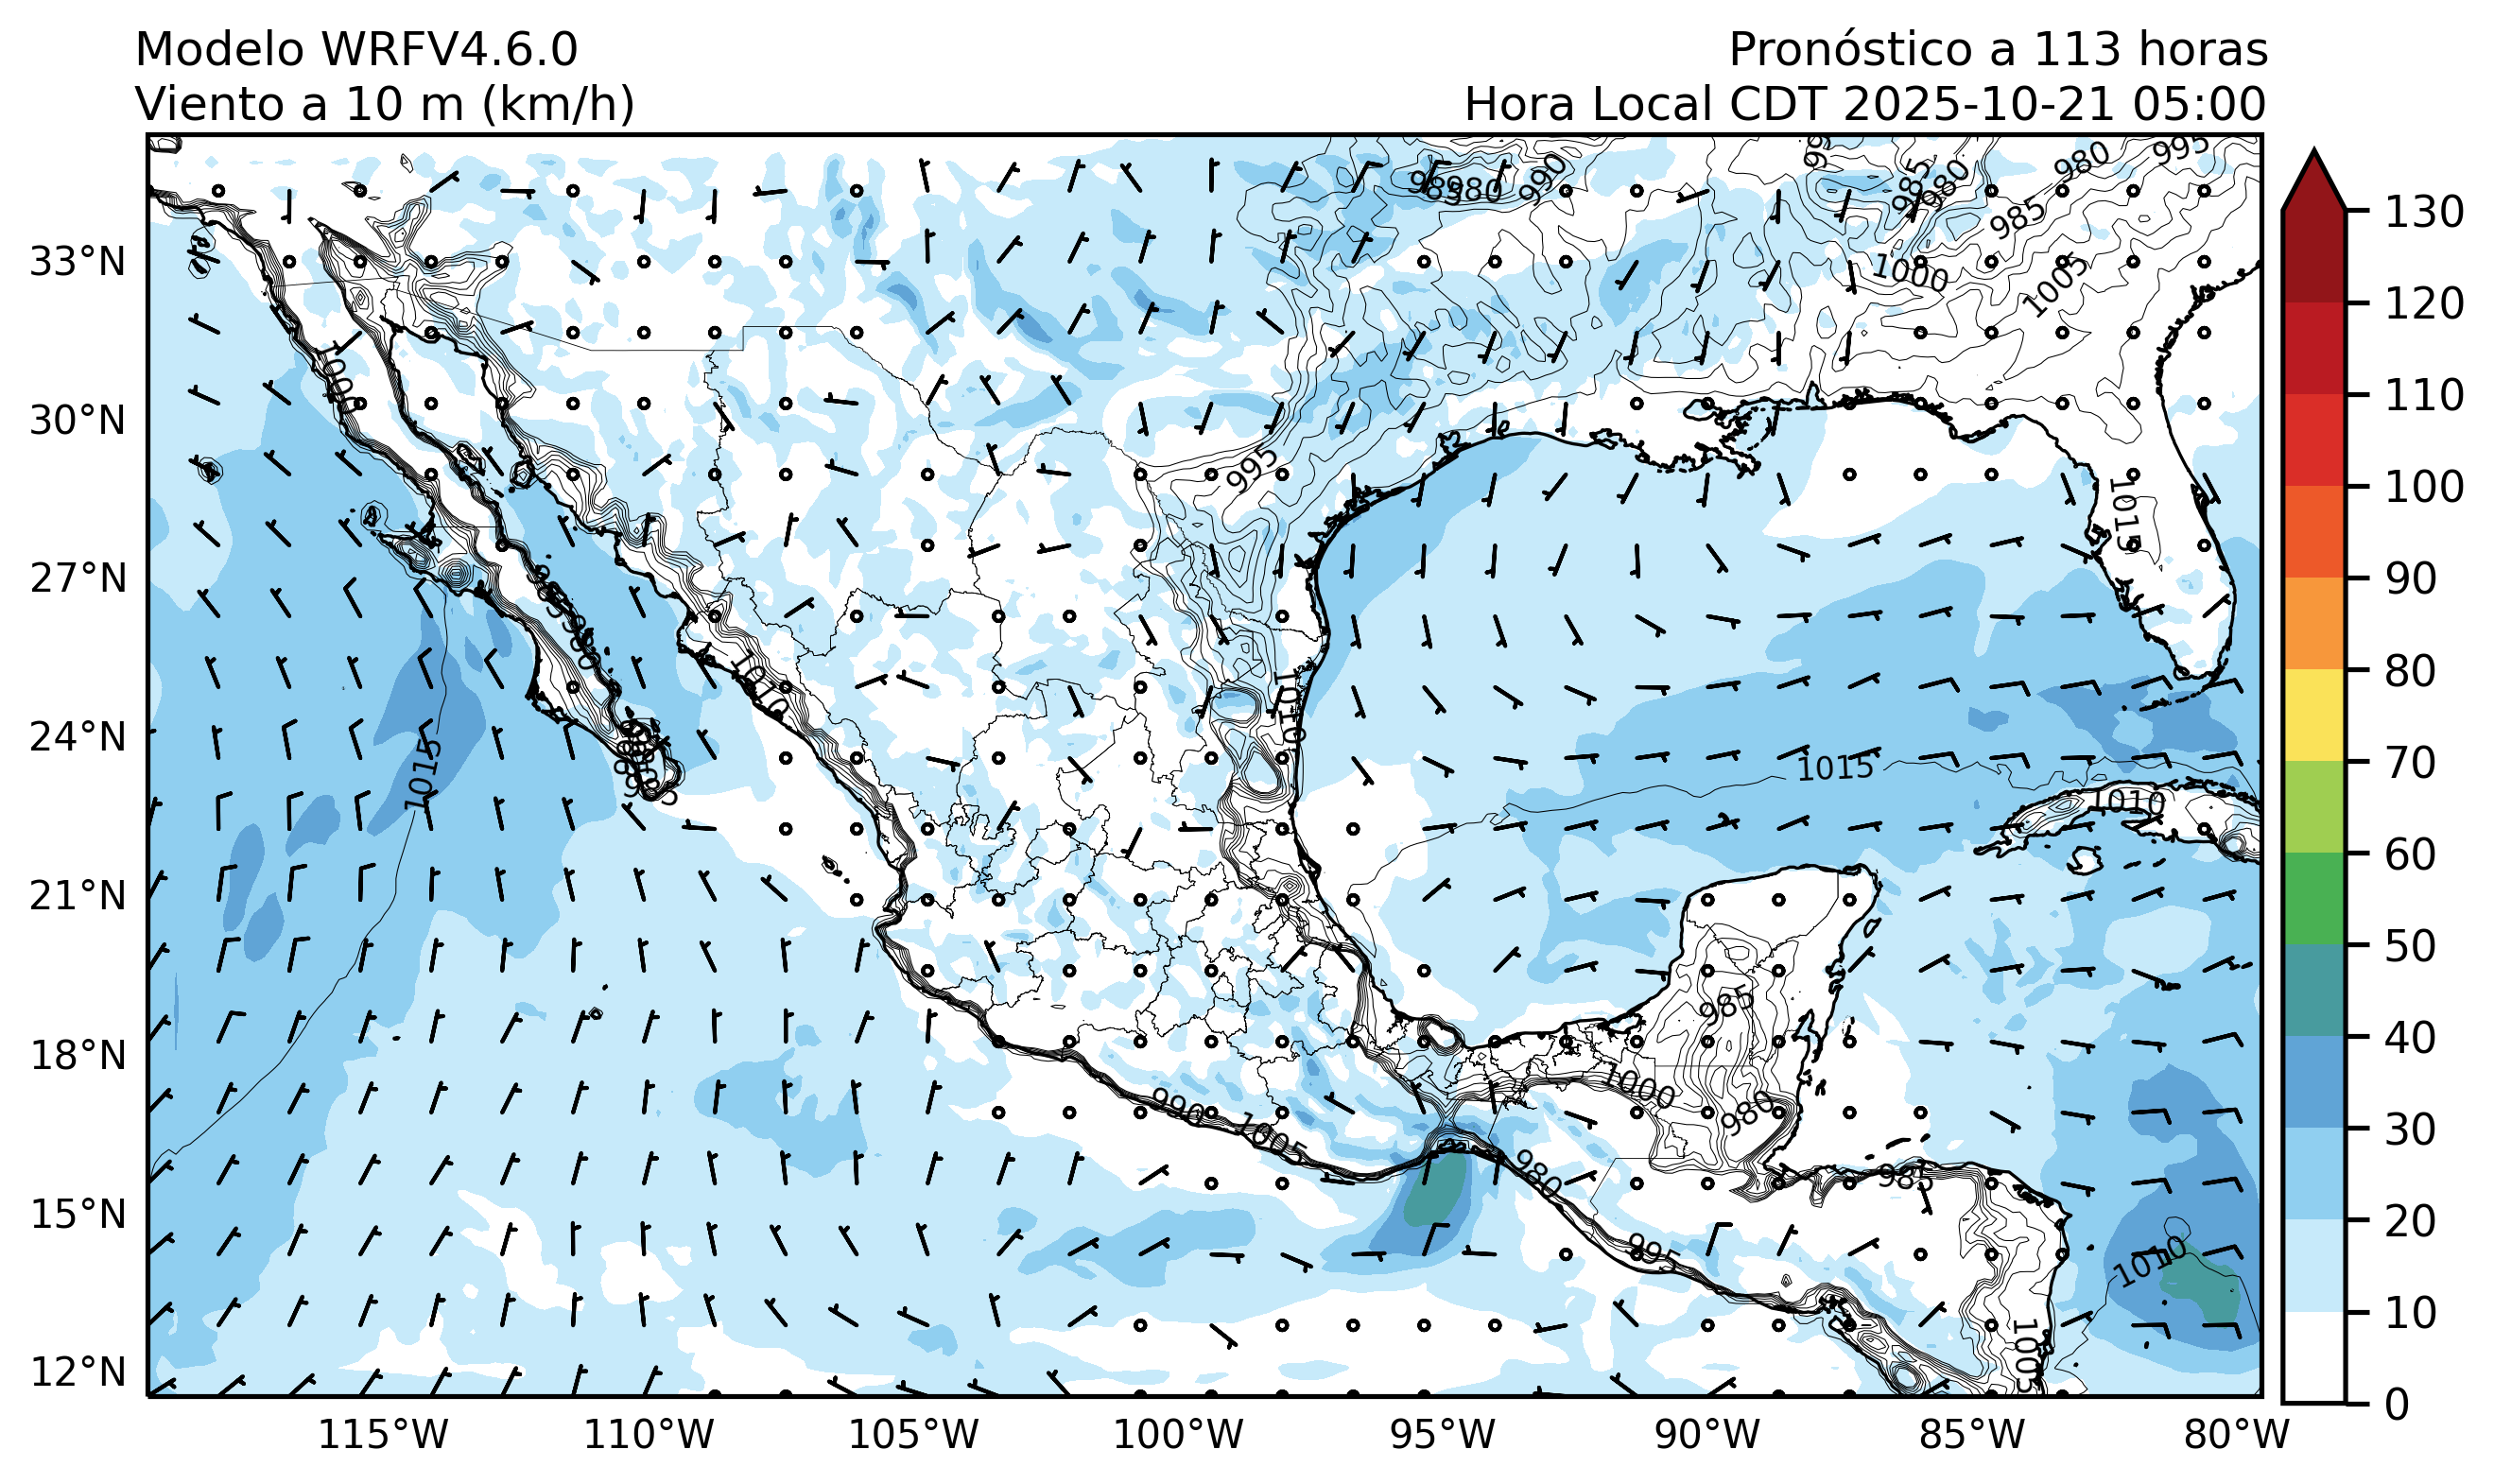 Modelo WRFV4.6.0
Viento a 10 m (km/h)
Pronóstico a 113 horas
Hora Local CDT 2025-10-21 05:00
33°N
30°N
27°N
24°N
21°N
18°N
15°N
12°N
115°W
110°W
105°W
100°W
95°W
90°W
85°W
80°W
130
120
110
100
90
80
70
60
50
40
30
20
10
0
980
990
985
980
980
995
985
1000
1005
1000
995
1015
1010
1010
1015
1015
1010
985
980
1000
990
1005
980
985
995
1010
1005